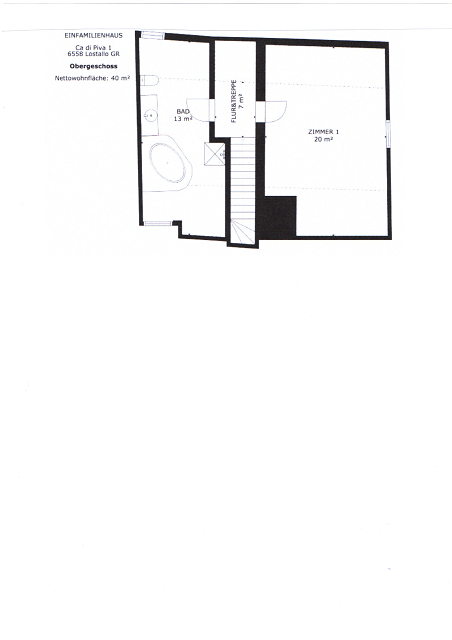 EINFAMILIENHAUS
Ca di Piva 1
6558 Lostallo GR
Obergeschoss
Nettowohnfläche: 40 m²
BAD
13 m²
FLUR&TREPPE
7 m²
ZIMMER 1
20 m²